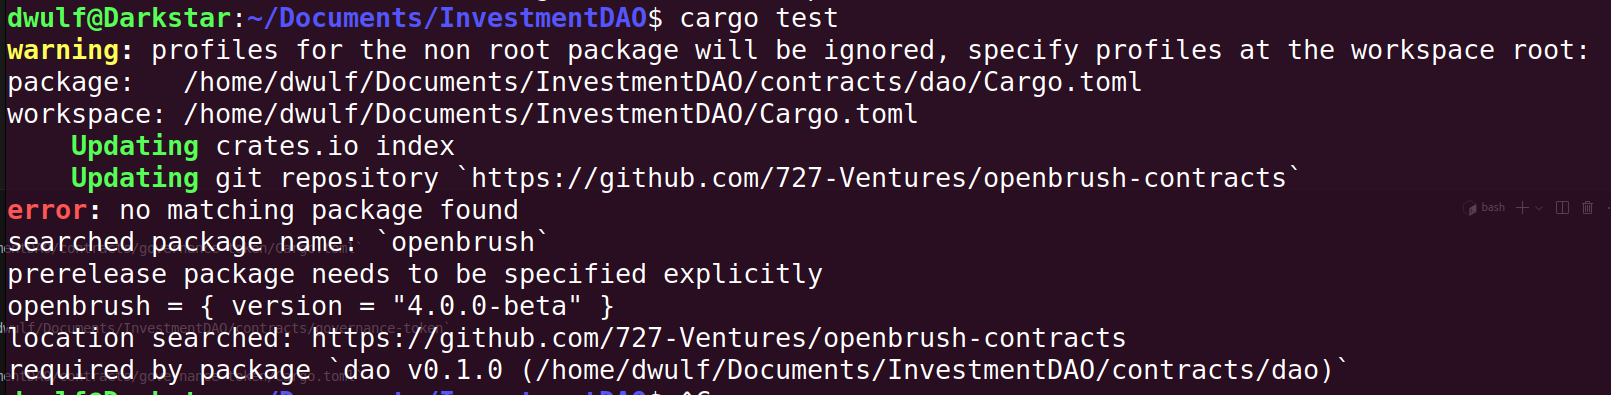 dwulf@Darkstar:~/Documents/InvestmentDAO$ cargo test
warning: profiles for the non root package will be ignored, specify profiles at the workspace root:
package:   /home/dwulf/Documents/InvestmentDAO/contracts/dao/Cargo.toml
workspace: /home/dwulf/Documents/InvestmentDAO/Cargo.toml
    Updating crates.io index
    Updating git repository `https://github.com/727-Ventures/openbrush-contracts`
error: no matching package found
bash
searched package name: `openbrush`
prerelease package needs to be specified explicitly
openbrush = { version = "4.0.0-beta" }
location searched: https://github.com/727-Ventures/openbrush-contracts
required by package `dao v0.1.0 (/home/dwulf/Documents/InvestmentDAO/contracts/dao)`